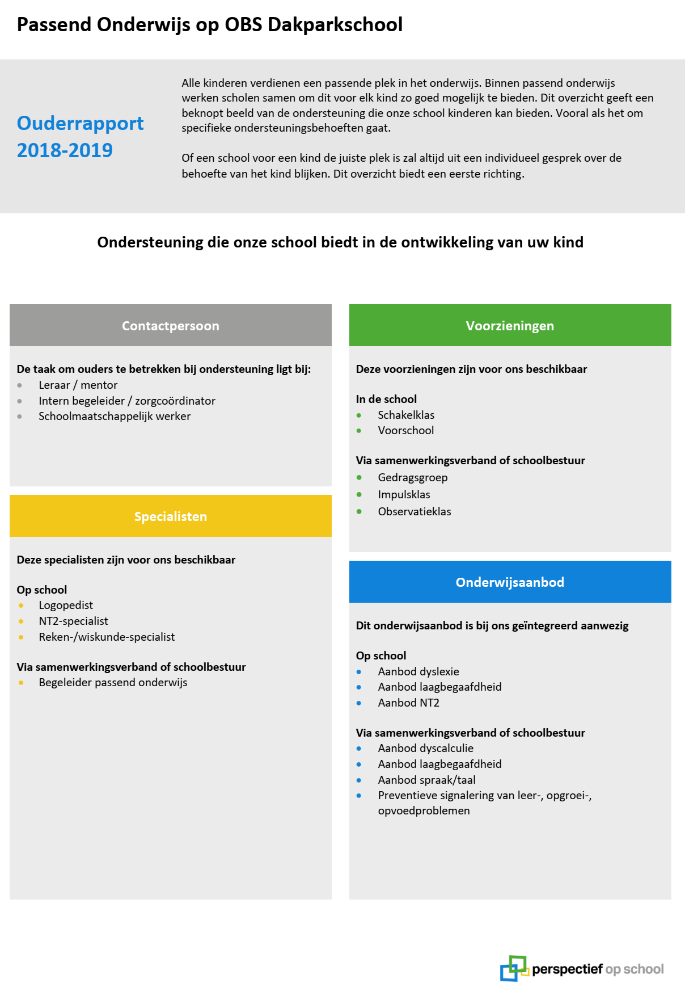 Passend Onderwijs op OBS Dakparkschool
Ouderrapport
2018-2019
Alle kinderen verdienen een passende plek in het onderwijs. Binnen passend onderwijs
werken scholen samen om dit voor elk kind zo goed mogelijk te bieden. Dit overzicht geeft een
beknopt beeld van de ondersteuning die onze school kinderen kan bieden. Vooral als het om
specifieke ondersteuningsbehoeften gaat.
Of een school voor een kind de juiste plek is zal altijd uit een individueel gesprek over de
behoefte van het kind blijken. Dit overzicht biedt een eerste richting.
Ondersteuning die onze school biedt in de ontwikkeling van uw kind
Contactpersoon
De taak om ouders te betrekken bij ondersteuning ligt bij:
• Leraar / mentor
• Intern begeleider / zorgcoördinator
• Schoolmaatschappelijk werker
Specialisten
Deze specialisten zijn voor ons beschikbaar
Op school
• Logopedist
• NT2-specialist
• Reken-/wiskunde-specialist
Via samenwerkingsverband of schoolbestuur
• Begeleider passend onderwijs
Voorzieningen
Deze voorzieningen zijn voor ons beschikbaar
In de school
• Schakelklas
• Voorschool
Via samenwerkingsverband of schoolbestuur
• Gedragsgroep
• Impulsklas
• Observatieklas
Onderwijsaanbod
Dit onderwijsaanbod is bij ons geïntegreerd aanwezig
Op school
• Aanbod dyslexie
• Aanbod laagbegaafdheid
• Aanbod NT2
Via samenwerkingsverband of schoolbestuur
• Aanbod dyscalculie
• Aanbod laagbegaafdheid
• Aanbod spraak/taal
• Preventieve signalering van leer-, opgroei-,
opvoedproblemen
perspectief op school